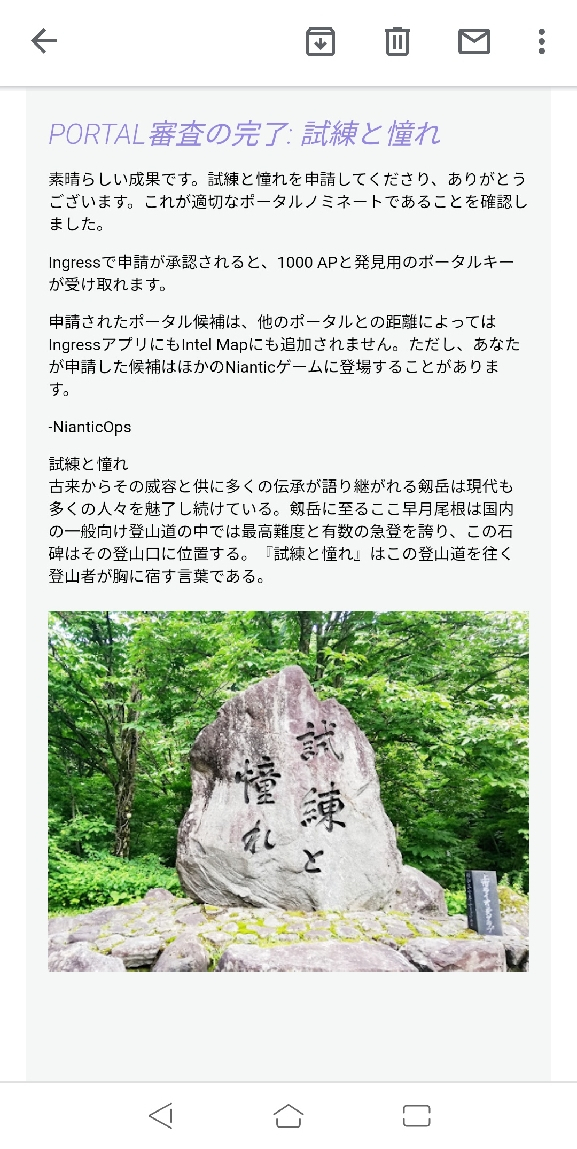 PORTAL審査の完了: 試練と憧れ
素晴らしい成果です。試練と憧れを申請してくださり、ありがとう
ございます。これが適切なポータルノミネートであることを確認し
ました。
Ingressで申請が承認されると、1000 APと発見用のポータルキー
が受け取れます。
申請されたポータル候補は、他のポータルとの距離によっては
IngressアプリにもIntel Mapにも追加されません。ただし、あなた
が申請した候補はほかのNianticゲームに登場することがありま
す。
-NianticOps
試練と憧れ
古来からその威容と供に多くの伝承が語り継がれる剱岳は現代も
多くの人々を魅了し続けている。剱岳に至るここ早月尾根は国内
の一般向け登山道の中では最高難度と有数の急登を誇り、この石
碑はその登山口に位置する。『試練と憧れ』はこの登山道を往く
登山者が胸に宿す言葉である。
試練と
憧れ